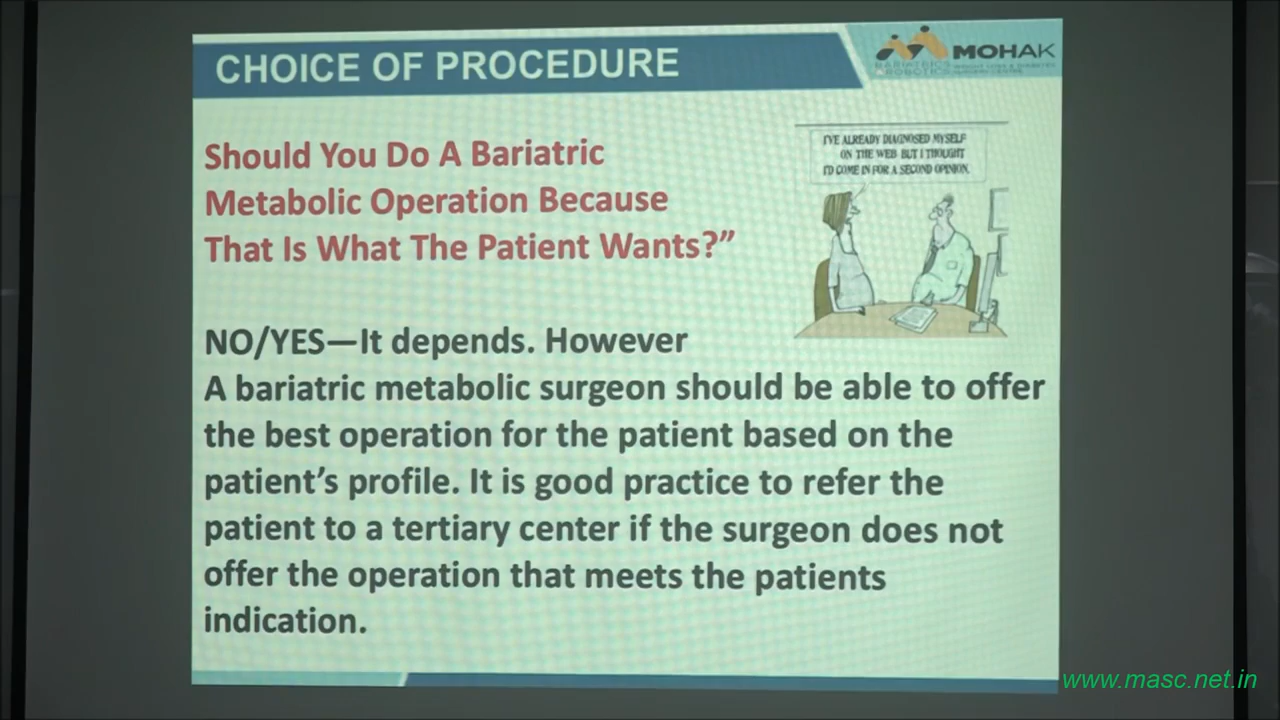 CHOICE OF PROCEDURE
MOHAK
BARIATRICS
& ROBOTICS
Should You Do A Bariatric
Metabolic Operation Because
That Is What The Patient Wants?”
I'VE ALREADY DIAGNOSED MYSELF
ON THE WEB BUT I THOUGHT
I'D COME IN FOR A SECOND OPINION.
NO/YES—It depends. However
A bariatric metabolic surgeon should be able to offer
the best operation for the patient based on the
patient’s profile. It is good practice to refer the
patient to a tertiary center if the surgeon does not
offer the operation that meets the patients
indication.
www.masc.net.in